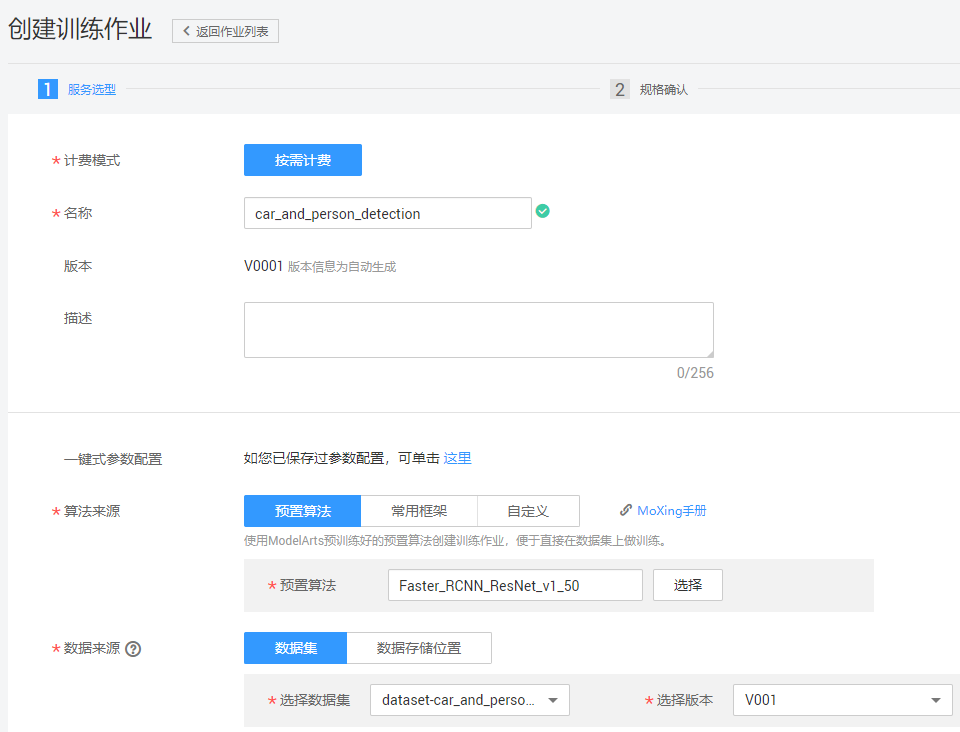 创建训练作业 返回作业列表
1 服务选型 2 规格确认
* 计费模式 按需计费
* 名称 car_and_person_detection
版本 V0001 版本信息为自动生成
描述
0/256
一键式参数配置 如您已保存过参数配置，可单击 这里
* 算法来源 预置算法 常用框架 自定义 MoXing手册
使用ModelArts预训练好的预置算法创建训练作业，便于直接在数据集上做训练。
* 预置算法 Faster_RCNN_ResNet_v1_50 选择
* 数据来源 ? 数据集 数据存储位置
* 选择数据集 dataset-car_and_perso... * 选择版本 V001